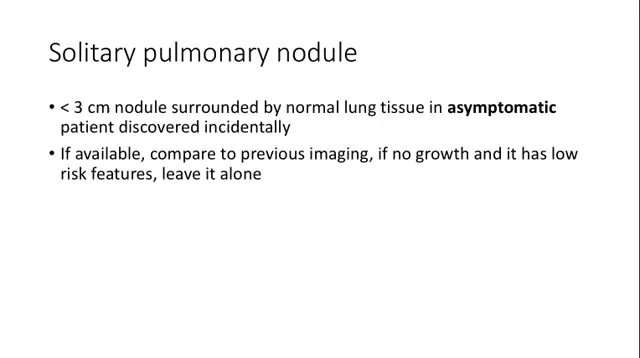 Solitary pulmonary nodule
• < 3 cm nodule surrounded by normal lung tissue in asymptomatic
patient discovered incidentally
• If available, compare to previous imaging, if no growth and it has low
risk features, leave it alone